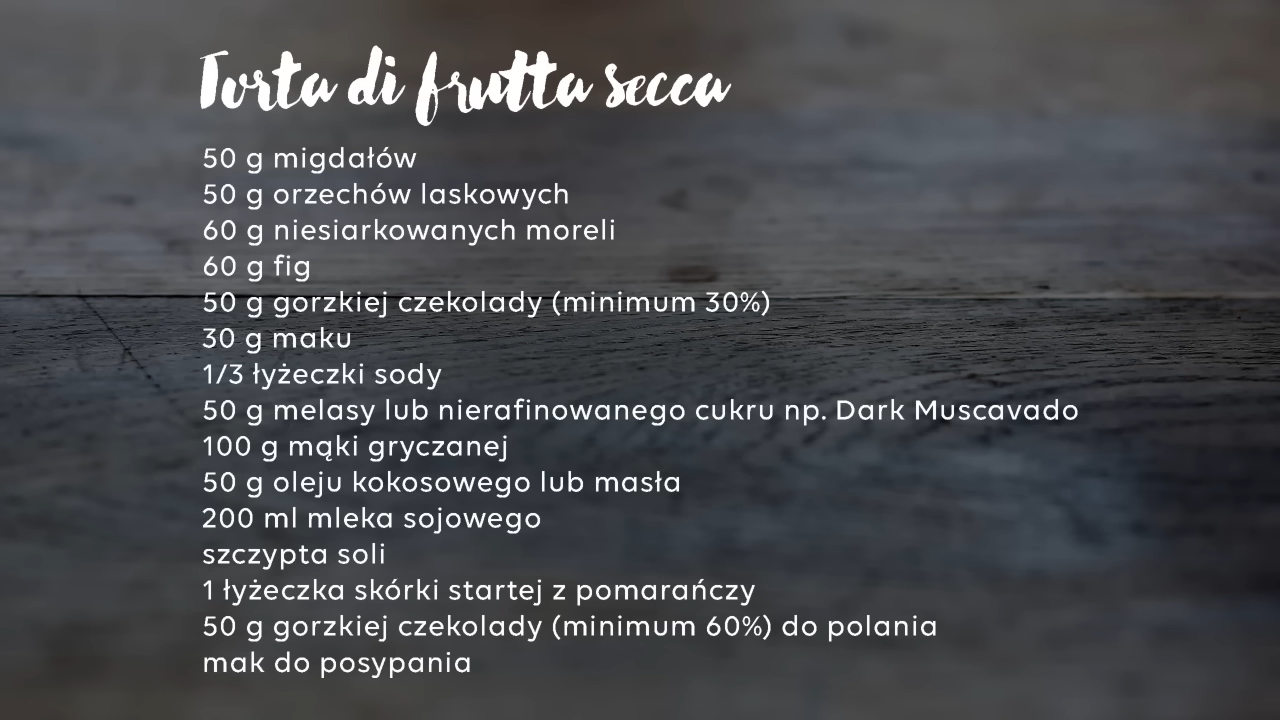 Torta di frutta secca
50 g migdałów
50 g orzechów laskowych
60 g niesiarkowanych moreli
60 g fig
50 g gorzkiej czekolady (minimum 30%)
30 g maku
1/3 łyżeczki sody
50 g melasy lub nierafinowanego cukru np. Dark Muscavado
100 g mąki gryczanej
50 g oleju kokosowego lub masła
200 ml mleka sojowego
szczypta soli
1 łyżeczka skórki startej z pomarańczy
50 g gorzkiej czekolady (minimum 60%) do polania
mak do posypania